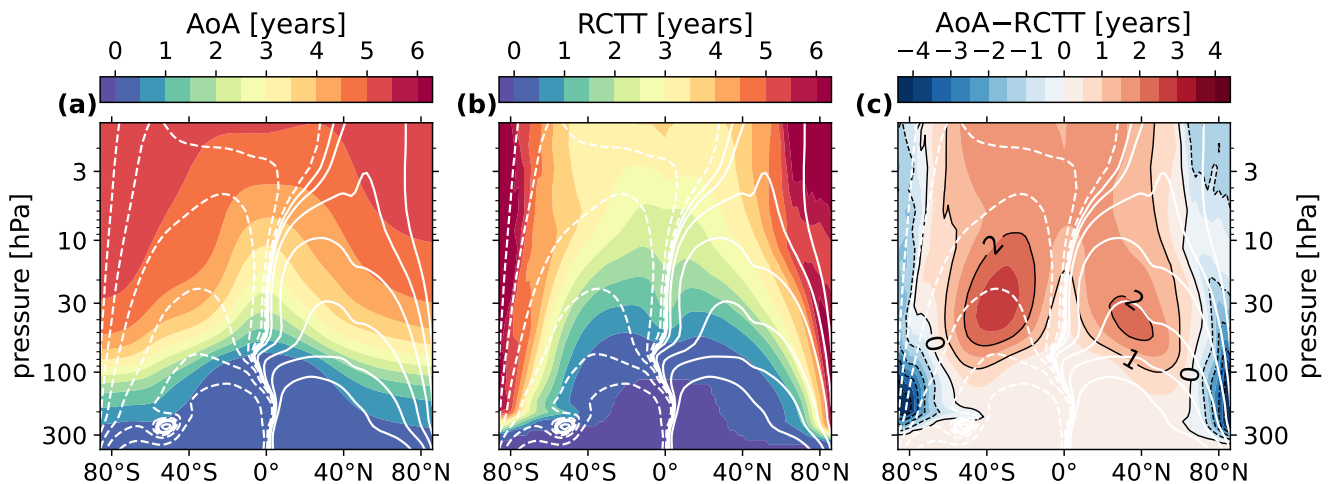 AoA [years] RCTT [years] AoA−RCTT [years]
0 1 2 3 4 5 6 0 1 2 3 4 5 6 −4 −3 −2 −1 0 1 2 3 4
(a) (b) (c)
3 3
10 2 10
30 2 30
0 1 0
100 100
300 300
pressure [hPa] pressure [hPa]
80°S 40°S 0° 40°N 80°N 80°S 40°S 0° 40°N 80°N 80°S 40°S 0° 40°N 80°N